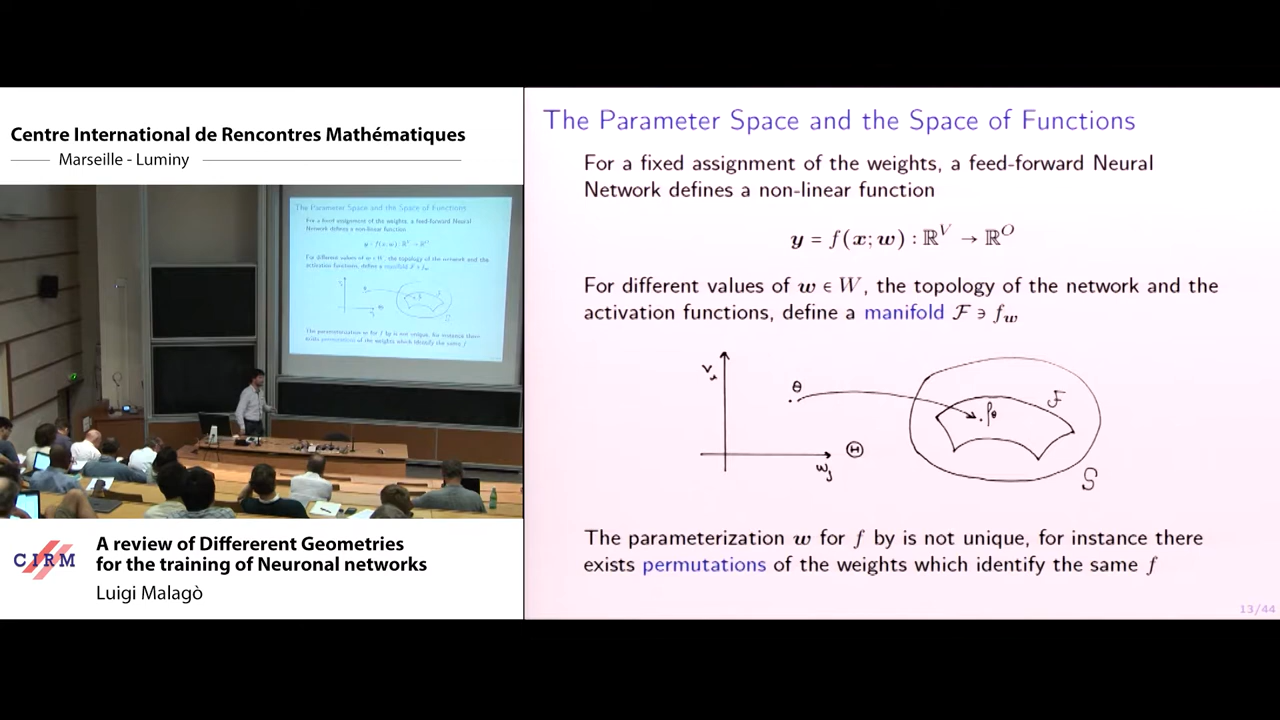 Centre International de Rencontres Mathématiques
Marseille - Luminy
CIRM
A review of Differerent Geometries
for the training of Neuronal networks
Luigi Malagò
The Parameter Space and the Space of Functions
For a fixed assignment of the weights, a feed-forward Neural
Network defines a non-linear function
y = f(x; w) : ℝ^V → ℝ^O
For different values of w ∈ W, the topology of the network and the
activation functions, define a manifold ℱ ∋ f_w
θ
f_θ
ℱ
Θ
S
The parameterization w for f by is not unique, for instance there
exists permutations of the weights which identify the same f
13/44